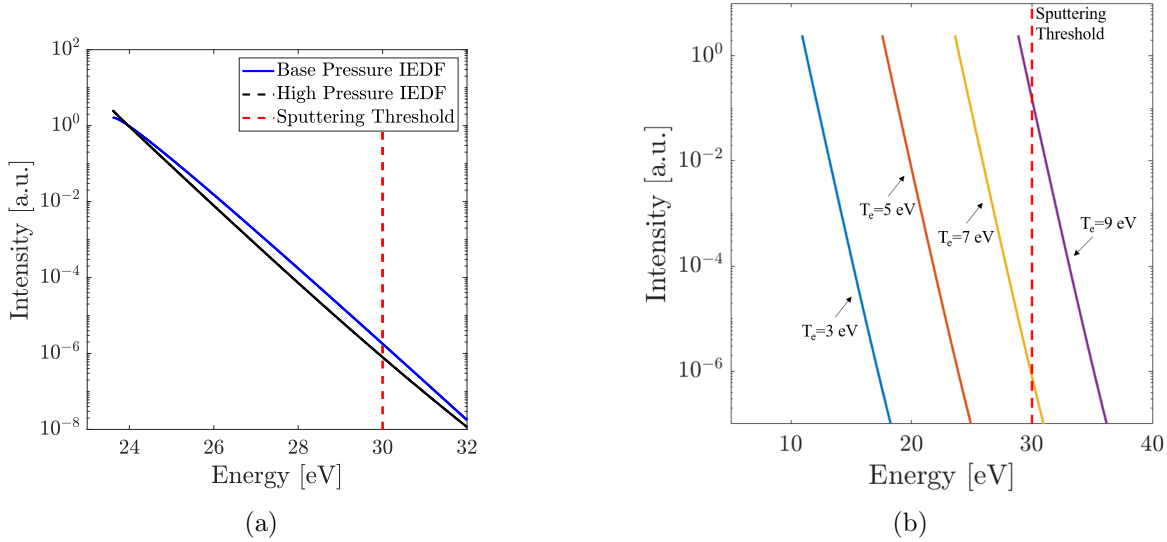 10^2
10^0
10^-2
10^-4
10^-6
10^-8
Intensity [a.u.]
Base Pressure IEDF
High Pressure IEDF
Sputtering Threshold
24 26 28 30 32
Energy [eV]
(a)
10^0
10^-2
10^-4
10^-6
Intensity [a.u.]
Sputtering
Threshold
T_e=5 eV
T_e=7 eV
T_e=9 eV
T_e=3 eV
10 20 30 40
Energy [eV]
(b)